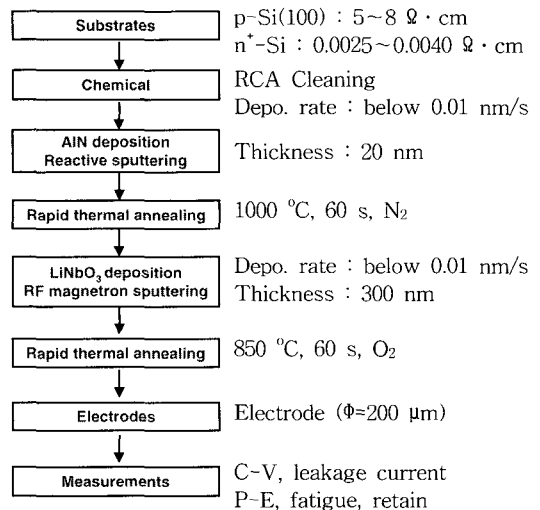 Substrates
p-Si(100) : 5~8 Ω · cm
n⁺-Si : 0.0025~0.0040 Ω · cm
Chemical
RCA Cleaning
Depo. rate : below 0.01 nm/s
AlN deposition
Reactive sputtering
Thickness : 20 nm
Rapid thermal annealing
1000 °C, 60 s, N₂
LiNbO₃ deposition
RF magnetron sputtering
Depo. rate : below 0.01 nm/s
Thickness : 300 nm
Rapid thermal annealing
850 °C, 60 s, O₂
Electrodes
Electrode (Φ=200 μm)
Measurements
C-V, leakage current
P-E, fatigue, retain